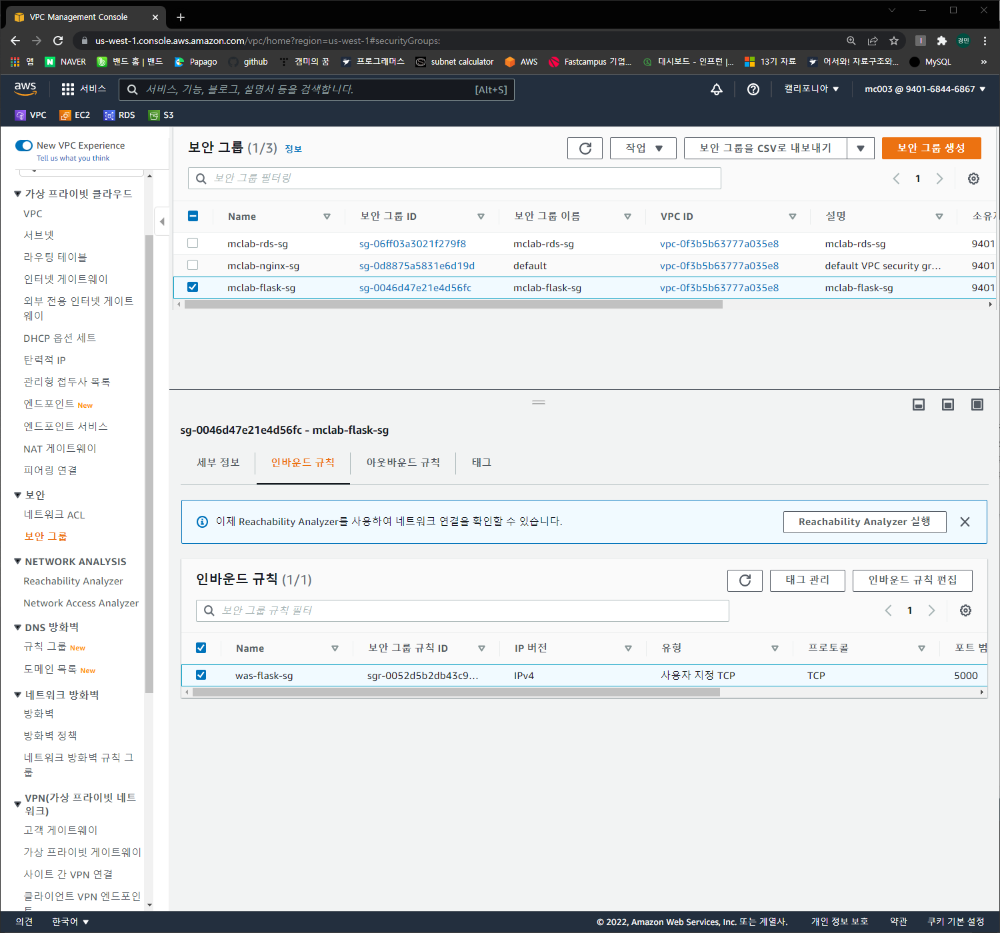 VPC Management Console
us-west-1.console.aws.amazon.com/vpc/home?region=us-west-1#securityGroups:
경민
앱 NAVER 밴드 홈 | 밴드 Papago github 캠미의 꿈 프로그래머스 subnet calculator AWS Fastcampus 기업... 대시보드 - 인프런 |... 13기 자료 어서와! 자료구조와... MySQL »
aws 서비스 서비스, 기능, 블로그, 설명서 등을 검색합니다. [Alt+S] 캘리포니아 mc003 @ 9401-6844-6867
VPC EC2 RDS S3
New VPC Experience
Tell us what you think
가상 프라이빗 클라우드
VPC
서브넷
라우팅 테이블
인터넷 게이트웨이
외부 전용 인터넷 게이트
웨이
DHCP 옵션 세트
탄력적 IP
관리형 접두사 목록
엔드포인트 New
엔드포인트 서비스
NAT 게이트웨이
피어링 연결
보안
네트워크 ACL
보안 그룹
NETWORK ANALYSIS
Reachability Analyzer
Network Access Analyzer
DNS 방화벽
규칙 그룹 New
도메인 목록 New
네트워크 방화벽
방화벽
방화벽 정책
네트워크 방화벽 규칙 그
룹
VPN(가상 프라이빗 네트
워크)
고객 게이트웨이
가상 프라이빗 게이트웨이
사이트 간 VPN 연결
클라이언트 VPN 엔드포인
트
보안 그룹 (1/3) 정보 작업 보안 그룹을 CSV로 내보내기 보안 그룹 생성
보안 그룹 필터링 1
Name 보안 그룹 ID 보안 그룹 이름 VPC ID 설명 소유자
mclab-rds-sg sg-06ff03a3021f279f8 mclab-rds-sg vpc-0f3b5b63777a035e8 mclab-rds-sg 9401
mclab-nginx-sg sg-0d8875a5831e6d19d default vpc-0f3b5b63777a035e8 default VPC security gr... 9401
mclab-flask-sg sg-0046d47e21e4d56fc mclab-flask-sg vpc-0f3b5b63777a035e8 mclab-flask-sg 9401
sg-0046d47e21e4d56fc - mclab-flask-sg
세부 정보 인바운드 규칙 아웃바운드 규칙 태그
이제 Reachability Analyzer를 사용하여 네트워크 연결을 확인할 수 있습니다. Reachability Analyzer 실행
인바운드 규칙 (1/1) 태그 관리 인바운드 규칙 편집
보안 그룹 규칙 필터 1
Name 보안 그룹 규칙 ID IP 버전 유형 프로토콜 포트 범
was-flask-sg sgr-0052d5b2db43c9... IPv4 사용자 지정 TCP TCP 5000
의견 한국어 © 2022, Amazon Web Services, Inc. 또는 계열사. 개인 정보 보호 약관 쿠키 기본 설정